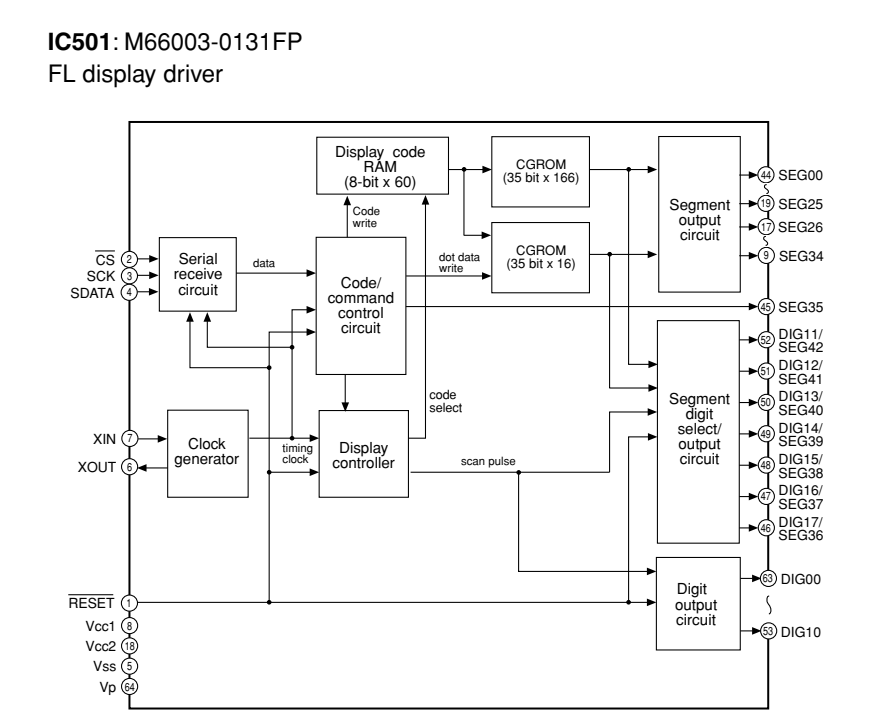 IC501: M66003-0131FP
FL display driver
Display code
RAM
(8-bit x 60)
CGROM
(35 bit x 166)
Segment
output
circuit
44 SEG00
19 SEG25
17 SEG26
9 SEG34
Code
write
CS 2
SCK 3
SDATA 4
Serial
receive
circuit
data
Code/
command
control
circuit
dot data
write
CGROM
(35 bit x 16)
45 SEG35
52 DIG11/
SEG42
51 DIG12/
SEG41
50 DIG13/
SEG40
49 DIG14/
SEG39
48 DIG15/
SEG38
47 DIG16/
SEG37
46 DIG17/
SEG36
Segment
digit
select/
output
circuit
code
select
XIN 7
XOUT 6
Clock
generator
timing
clock
Display
controller
scan pulse
Digit
output
circuit
63 DIG00
53 DIG10
RESET 1
Vcc1 8
Vcc2 18
Vss 5
Vp 64